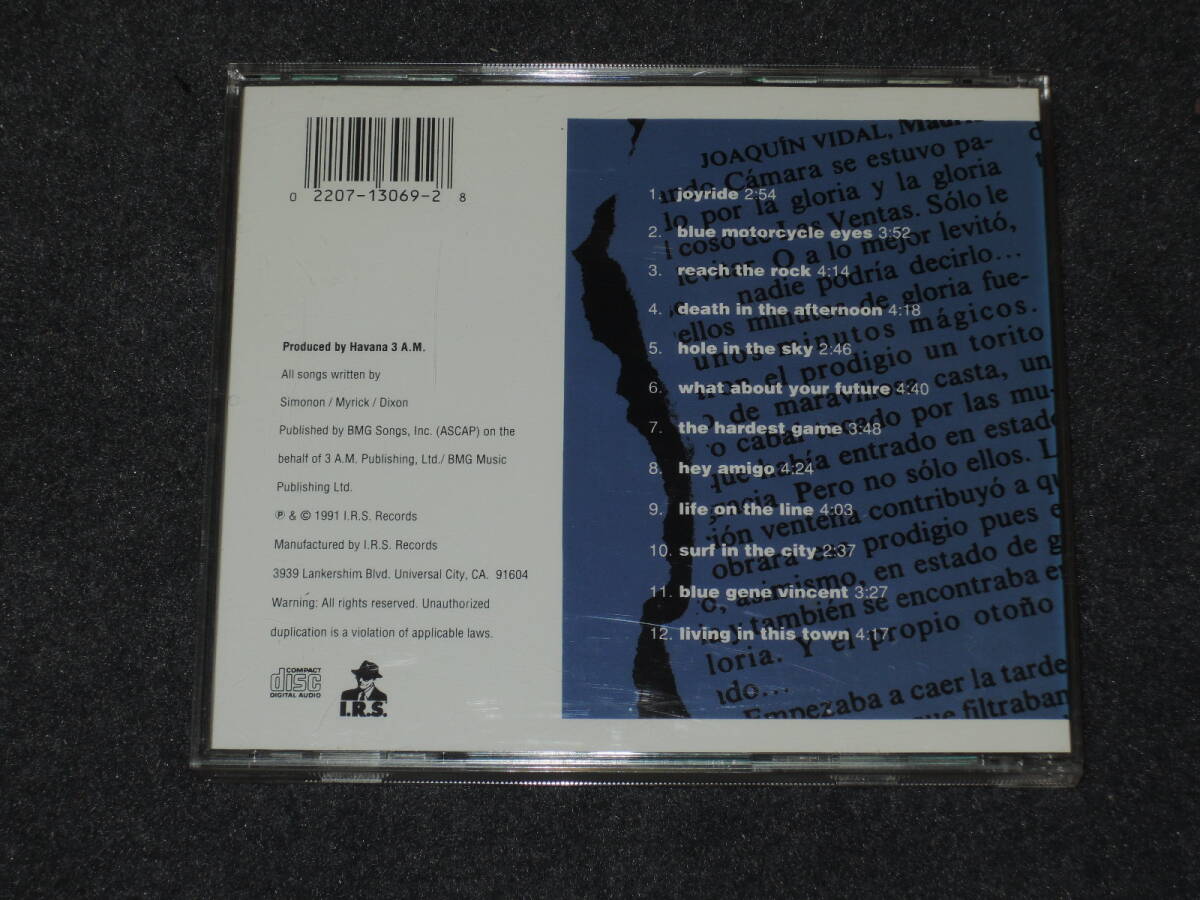 0 2207-13069-2 8
Produced by Havana 3 A.M.
All songs written by
Simonon / Myrick / Dixon
Published by BMG Songs, Inc. (ASCAP) on the
behalf of 3 A.M. Publishing, Ltd./ BMG Music
Publishing Ltd.
℗ & © 1991 I.R.S. Records
Manufactured by I.R.S. Records
3939 Lankershim Blvd. Universal City, CA. 91604
Warning: All rights reserved. Unauthorized
duplication is a violation of applicable laws.
COMPACT
disc
DIGITAL AUDIO
I.R.S.
1. joyride 2:54
2. blue motorcycle eyes 3:52
3. reach the rock 4:14
4. death in the afternoon 4:18
5. hole in the sky 2:46
6. what about your future 4:40
7. the hardest game 3:48
8. hey amigo 4:24
9. life on the line 4:03
10. surf in the city 2:37
11. blue gene vincent 3:27
12. living in this town 4:17
JOAQUÍN VIDAL,
Cámara se estuvo pa-
lo por la gloria y la gloria
coso de Las Ventas. Sólo le
levitar. O a lo mejor levitó,
nadie podría decirlo...
ellos minutos de gloria fue-
unos minutos mágicos.
el prodigio un torito
de maravillosa casta, un
cabal tocado por las mu-
que había entrado en estado
Pero no sólo ellos.
ión venteña contribuyó a
obrara ese prodigio pues
o, asimismo, en estado de
y también se encontraba
loria. Y el propio otoño
do...
Empezaba a caer la tarde
que filtraban